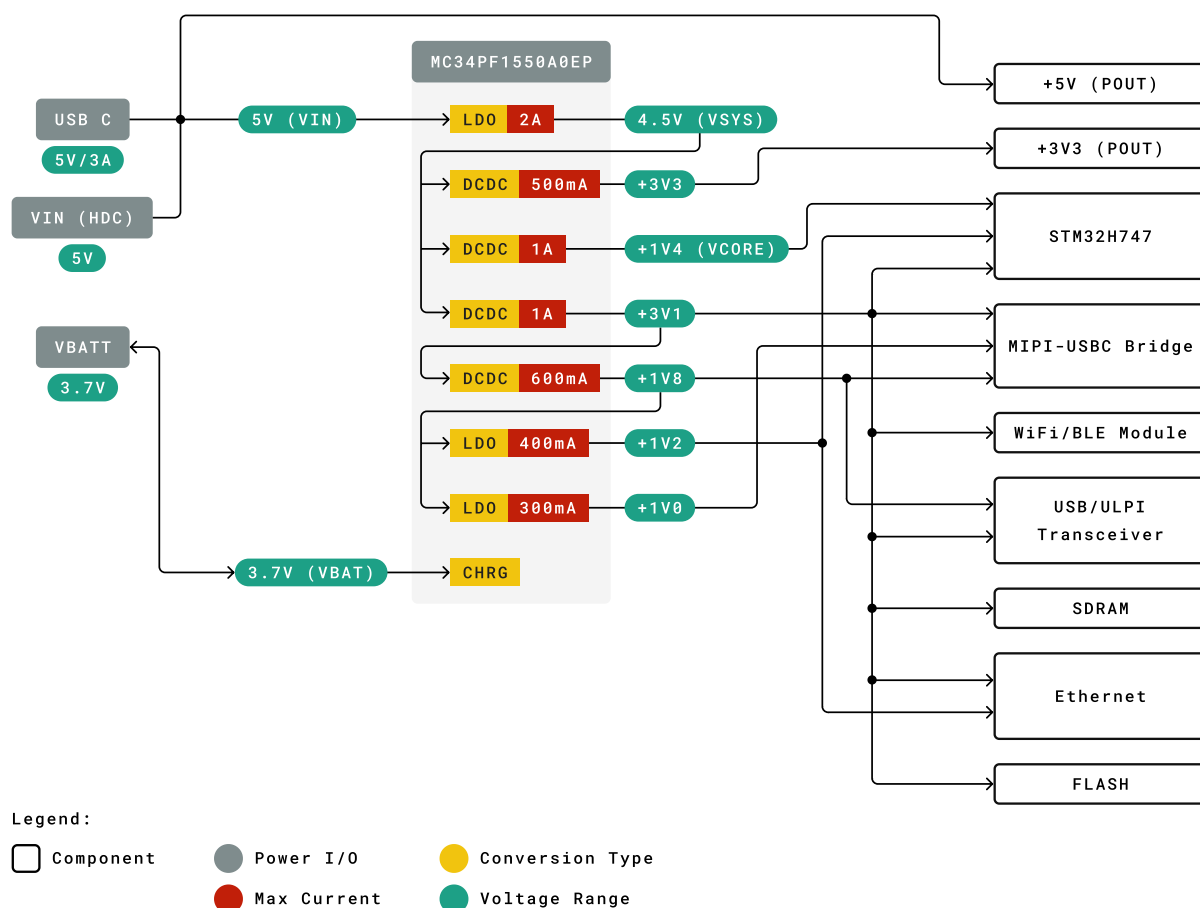 MC34PF1550A0EP
+5V (POUT)
USB C
5V (VIN)
LDO 2A
4.5V (VSYS)
5V/3A
+3V3 (POUT)
DCDC 500mA
+3V3
VIN (HDC)
STM32H747
DCDC 1A
+1V4 (VCORE)
5V
DCDC 1A
+3V1
VBATT
MIPI-USBC Bridge
3.7V
DCDC 600mA
+1V8
WiFi/BLE Module
LDO 400mA
+1V2
LDO 300mA
+1V0
USB/ULPI
Transceiver
3.7V (VBAT)
CHRG
SDRAM
Ethernet
FLASH
Legend:
Component
Power I/O
Conversion Type
Max Current
Voltage Range